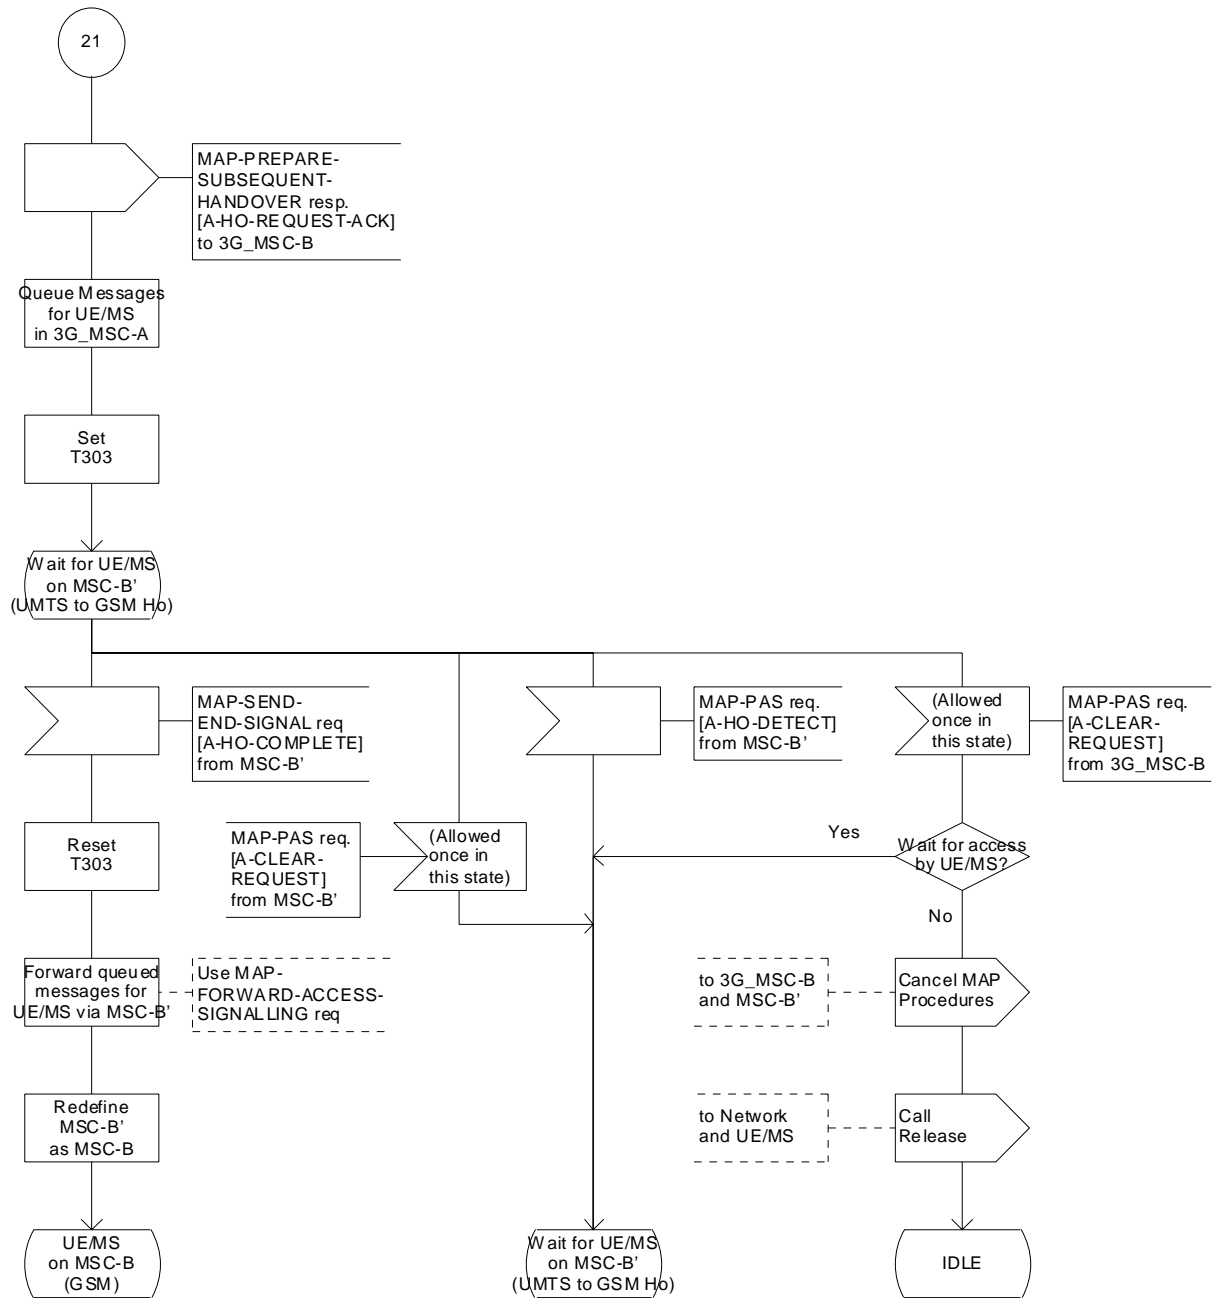 21
MAP-PREPARE-
SUBSEQUENT-
HANDOVER resp.
[A-HO-REQUEST-ACK]
to 3G_MSC-B
Queue Messages
for UE/MS
in 3G_MSC-A
Set
T303
Wait for UE/MS
on MSC-B'
(UMTS to GSM Ho)
MAP-SEND-
END-SIGNAL req
[A-HO-COMPLETE]
from MSC-B'
MAP-PAS req.
[A-HO-DETECT]
from MSC-B'
(Allowed
once in
this state)
MAP-PAS req.
[A-CLEAR-
REQUEST]
from 3G_MSC-B
Reset
T303
MAP-PAS req.
[A-CLEAR-
REQUEST]
from MSC-B'
(Allowed
once in
this state)
Yes
Wait for access
by UE/MS?
No
Forward queued
messages for
UE/MS via MSC-B'
Use MAP-
FORWARD-ACCESS-
SIGNALLING req
to 3G_MSC-B
and MSC-B'
Cancel MAP
Procedures
Redefine
MSC-B'
as MSC-B
to Network
and UE/MS
Call
Release
UE/MS
on MSC-B
(GSM)
Wait for UE/MS
on MSC-B'
(UMTS to GSM Ho)
IDLE